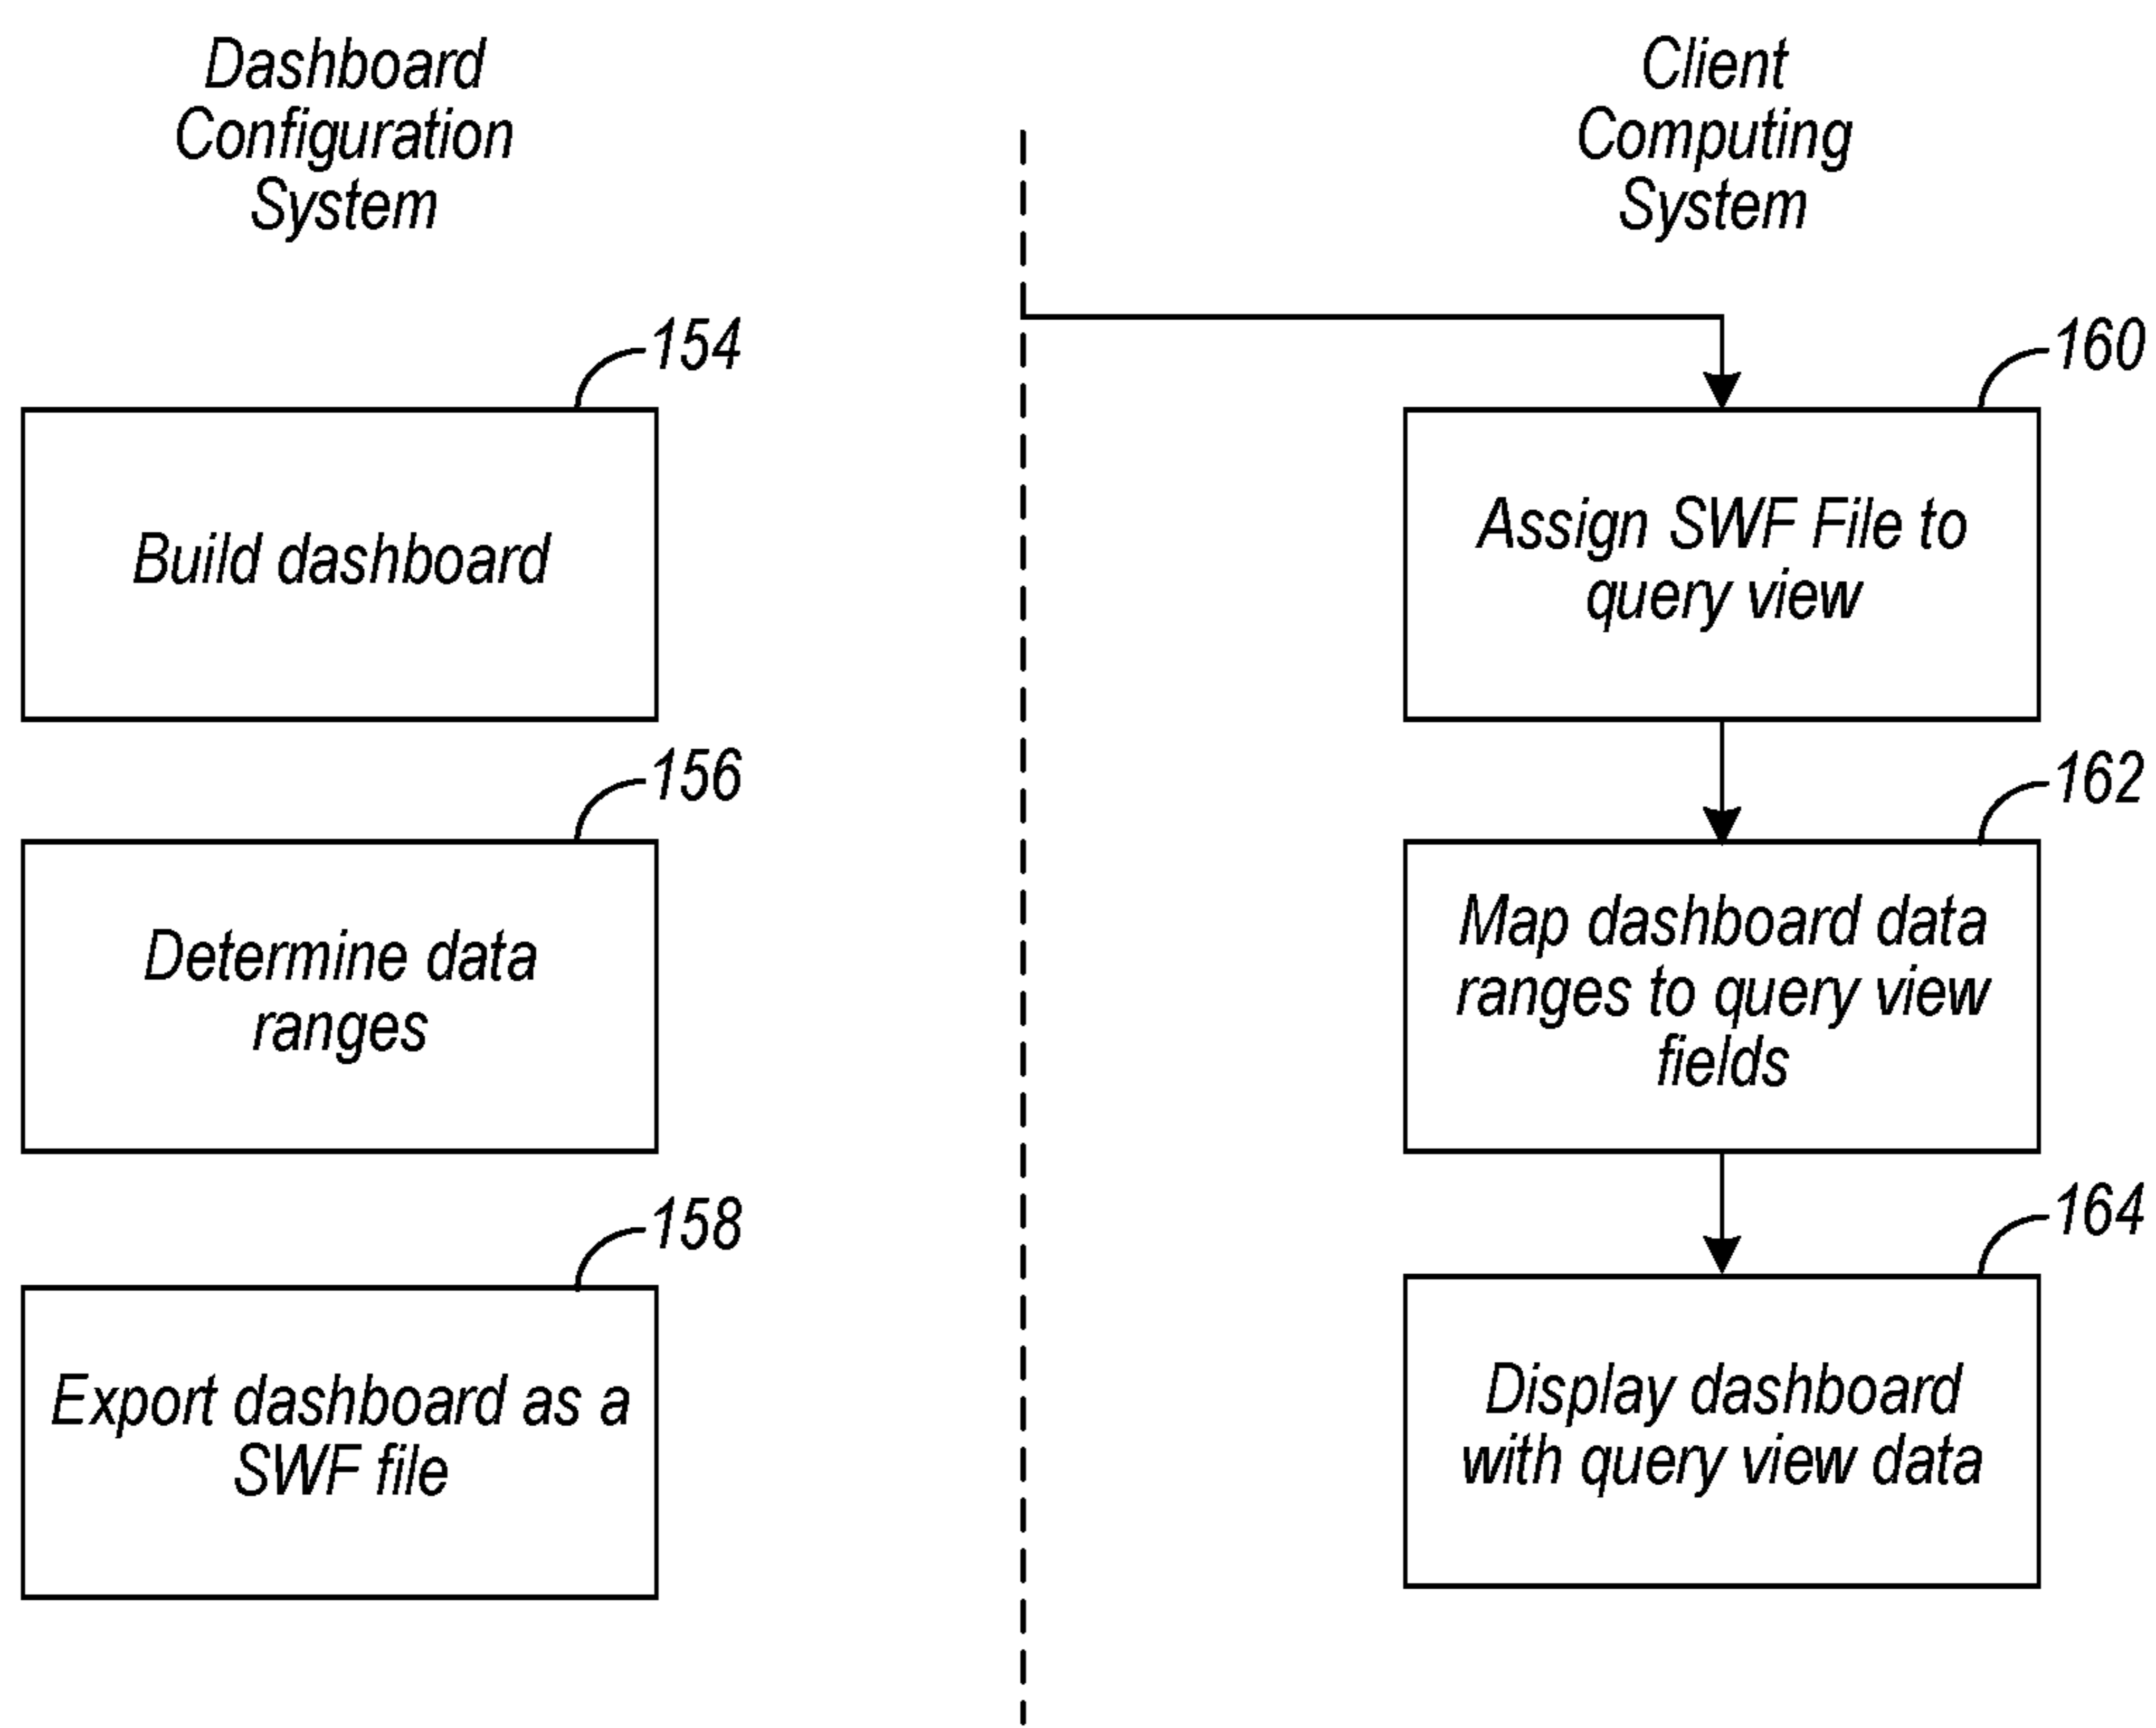 Dashboard
Configuration
System
154
Build dashboard
156
Determine data
ranges
158
Export dashboard as a
SWF file
Client
Computing
System
160
Assign SWF File to
query view
162
Map dashboard data
ranges to query view
fields
164
Display dashboard
with query view data